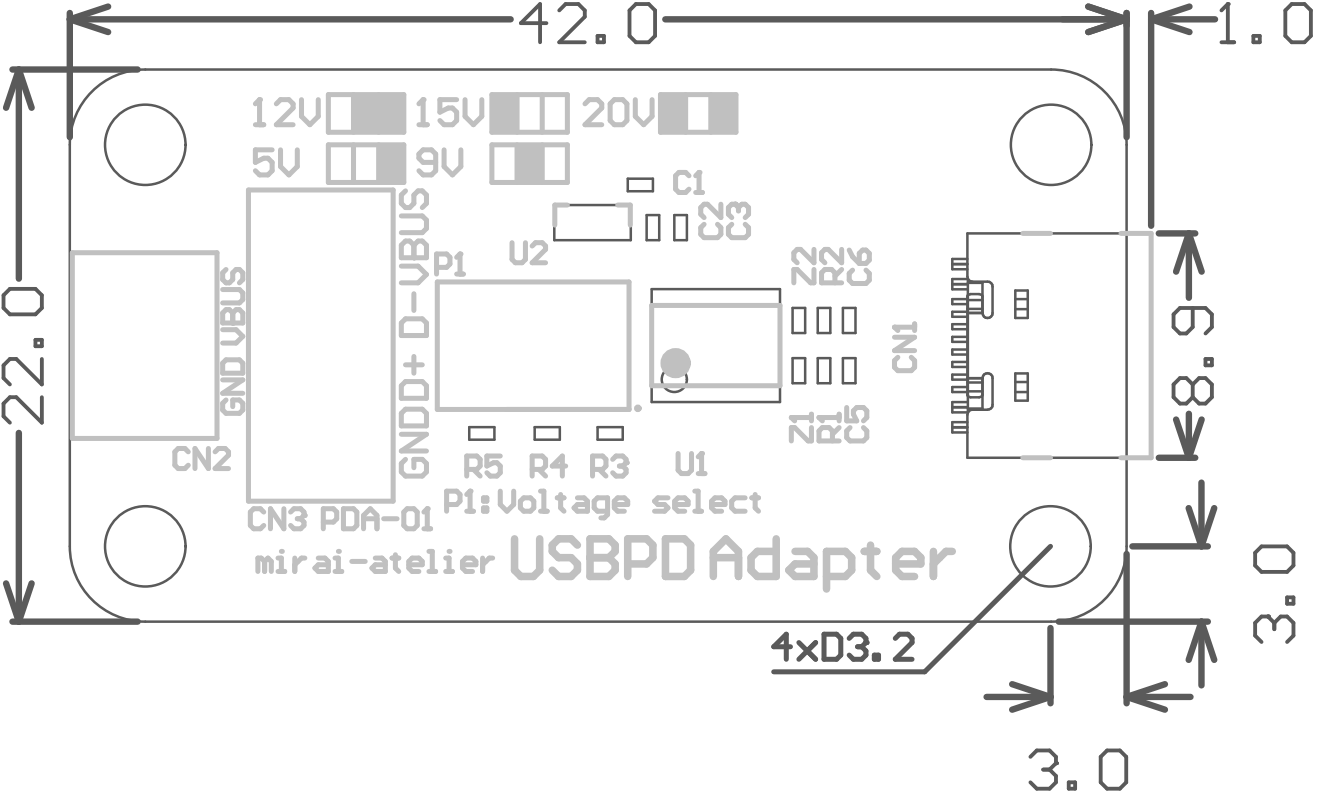 42.0
1.0
12V 15V 20V
5V 9V
C1
C2
C3
U2
P1
GND D+ D- VBUS
GND VBUS
22.0
Z2
R2
C6
CN1
8.9
Z1
R1
C5
CN2
R5 R4 R3 U1
P1:Voltage select
CN3 PDA-01
mirai-atelier USBPD Adapter
3.0
4xD3.2
3.0